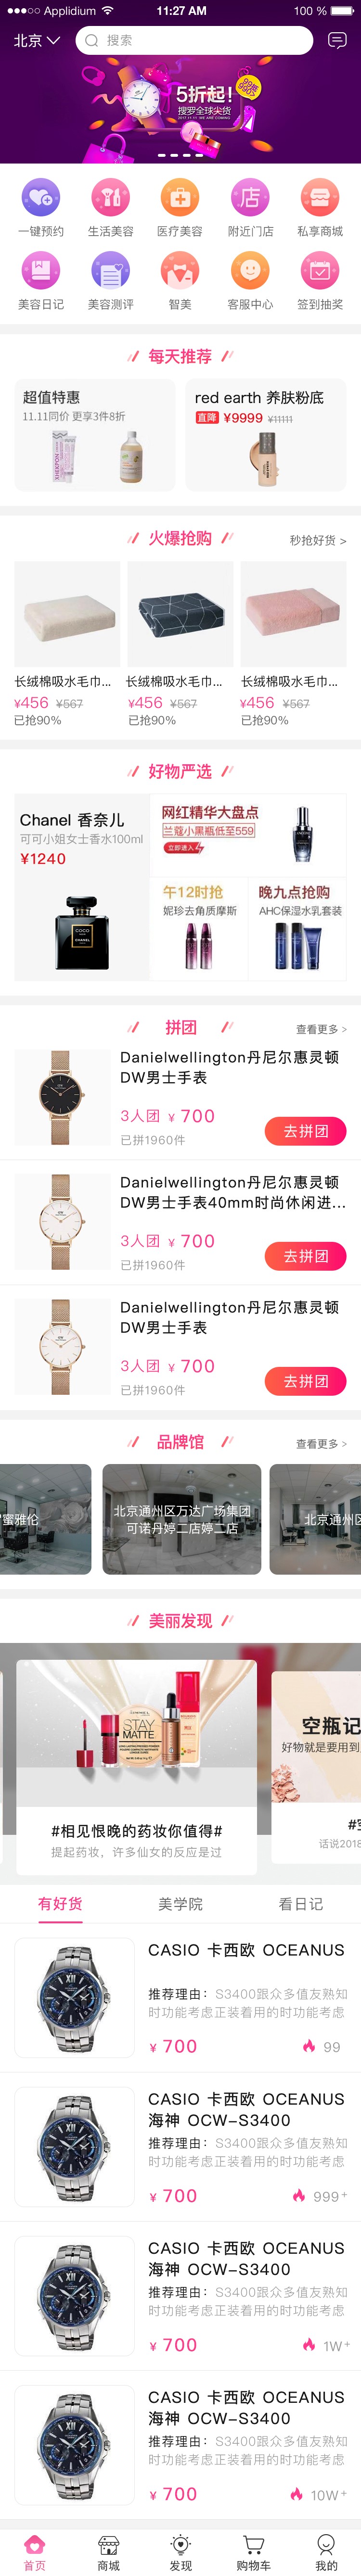 ●●●○○ Applidium 11:27 AM 100 %
北京 搜索
5折起!
搜罗全球尖货
一键预约 生活美容 医疗美容 附近门店 私享商城
美容日记 美容测评 智美 客服中心 签到抽奖
每天推荐
超值特惠
11.11同价 更享3件8折
red earth 养肤粉底
直降 ¥9999 ¥11111
火爆抢购 秒抢好货 >
长绒棉吸水毛巾... 长绒棉吸水毛巾... 长绒棉吸水毛巾...
¥456 ¥567 ¥456 ¥567 ¥456 ¥567
已抢90% 已抢90% 已抢90%
好物严选
Chanel 香奈儿
可可小姐女士香水100ml
¥1240
COCO
CHANEL
网红精华大盘点
兰蔻小黑瓶低至559
立即进入
午12时抢
妮珍去角质摩斯
晚九点抢购
AHC保湿水乳套装
拼团 查看更多 >
Danielwellington丹尼尔惠灵顿
DW男士手表
3人团 ¥ 700
已拼1960件
去拼团
Danielwellington丹尼尔惠灵顿
DW男士手表40mm时尚休闲进...
3人团 ¥ 700
已拼1960件
去拼团
Danielwellington丹尼尔惠灵顿
DW男士手表
3人团 ¥ 700
已拼1960件
去拼团
品牌馆 查看更多 >
蜜雅伦
北京通州区万达广场集团
可诺丹婷二店婷二店
北京通州区
美丽发现
STAY
MATTE
#相见恨晚的药妆你值得#
提起药妆，许多仙女的反应是过
空瓶记
好物就是要用到
话说2018
有好货 美学院 看日记
CASIO 卡西欧 OCEANUS
推荐理由：S3400跟众多值友熟知
时功能考虑正装着用的时功能考虑
¥ 700 99
CASIO 卡西欧 OCEANUS
海神 OCW-S3400
推荐理由：S3400跟众多值友熟知
时功能考虑正装着用的时功能考虑
¥ 700 999+
CASIO 卡西欧 OCEANUS
海神 OCW-S3400
推荐理由：S3400跟众多值友熟知
时功能考虑正装着用的时功能考虑
¥ 700 1W+
CASIO 卡西欧 OCEANUS
海神 OCW-S3400
推荐理由：S3400跟众多值友熟知
时功能考虑正装着用的时功能考虑
¥ 700 10W+
首页 商城 发现 购物车 我的